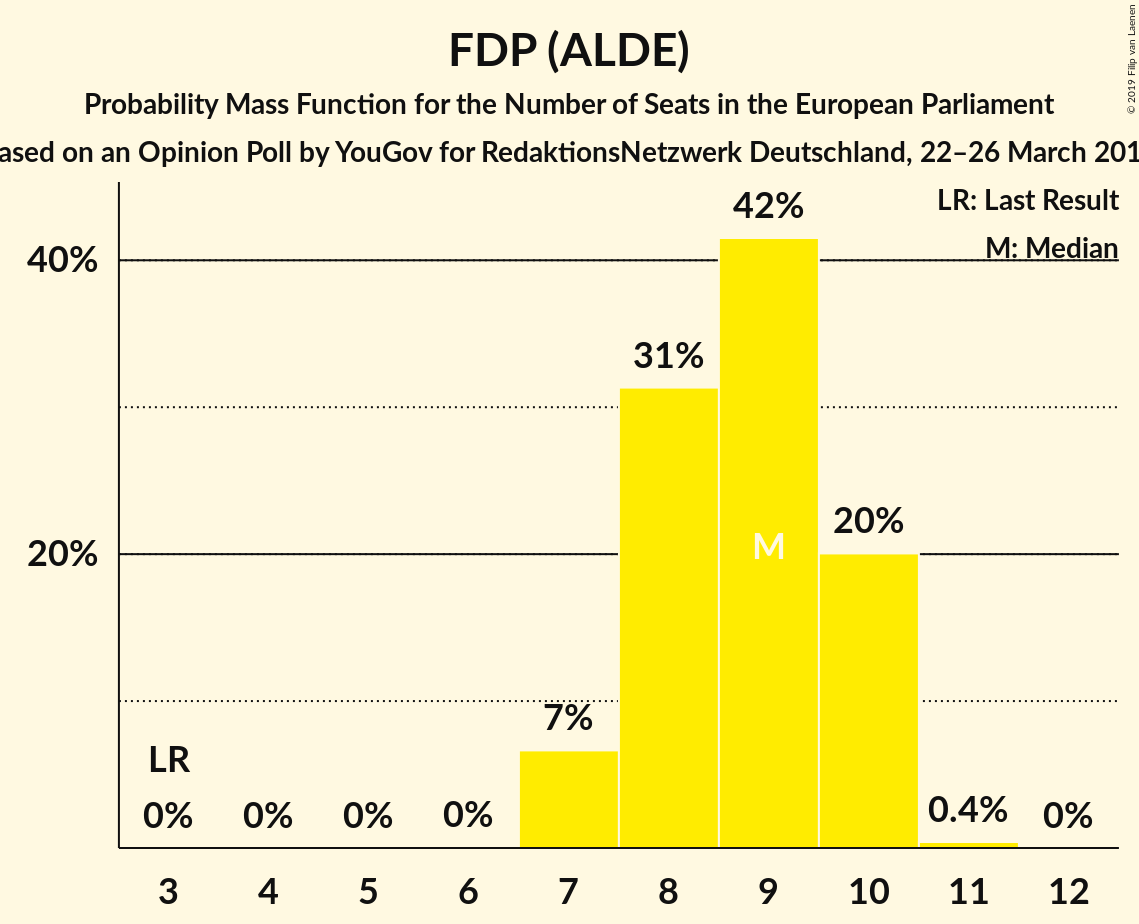 FDP (ALDE)
Probability Mass Function for the Number of Seats in the European Parliament
ased on an Opinion Poll by YouGov for RedaktionsNetzwerk Deutschland, 22–26 March 201
© 2019 Filip van Laenen
LR: Last Result
M: Median
42%
40%
31%
20%
20%
M
7%
LR
0% 0% 0% 0% 0.4% 0%
3 4 5 6 7 8 9 10 11 12